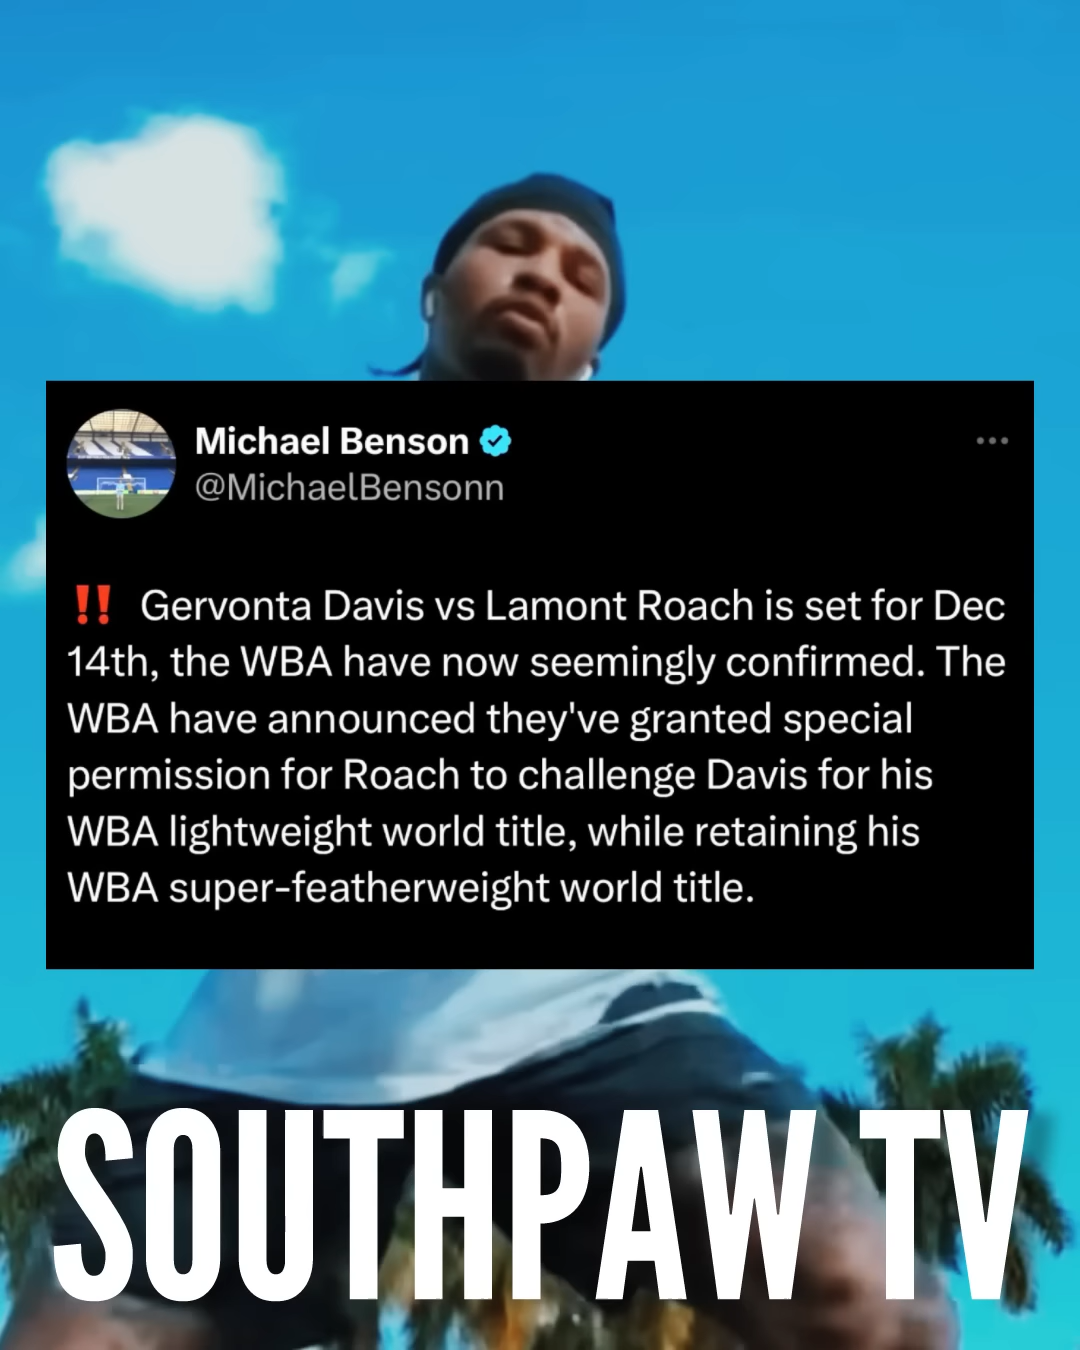 Michael Benson
@MichaelBensonn
‼️ Gervonta Davis vs Lamont Roach is set for Dec
14th, the WBA have now seemingly confirmed. The
WBA have announced they've granted special
permission for Roach to challenge Davis for his
WBA lightweight world title, while retaining his
WBA super-featherweight world title.
SOUTHPAW TV